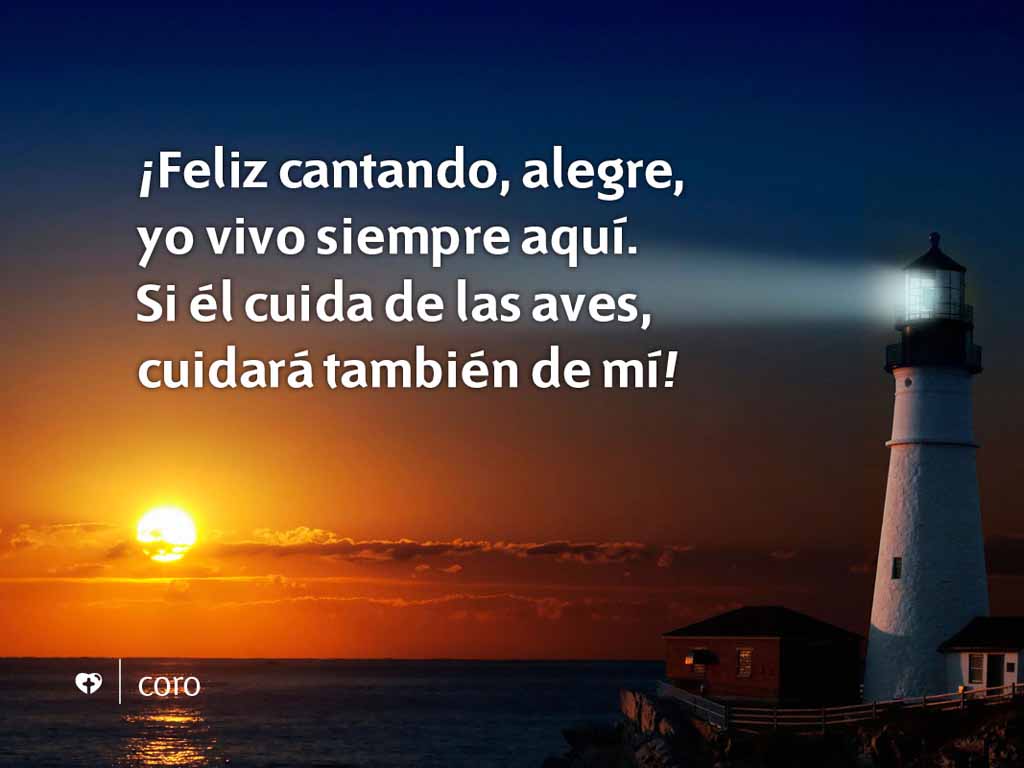 ¡Feliz cantando, alegre,
yo vivo siempre aquí.
Si él cuida de las aves,
cuidará también de mí!
coro